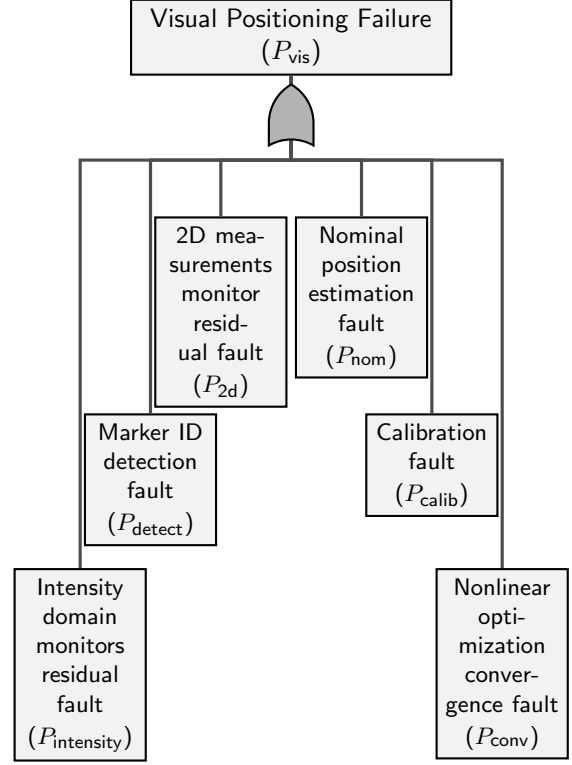 Visual Positioning Failure
(P_vis)
2D mea-
surements
monitor
resid-
ual fault
(P_2d)
Nominal
position
estimation
fault
(P_nom)
Marker ID
detection
fault
(P_detect)
Calibration
fault
(P_calib)
Intensity
domain
monitors
residual
fault
(P_intensity)
Nonlinear
opti-
mization
conver-
gence fault
(P_conv)